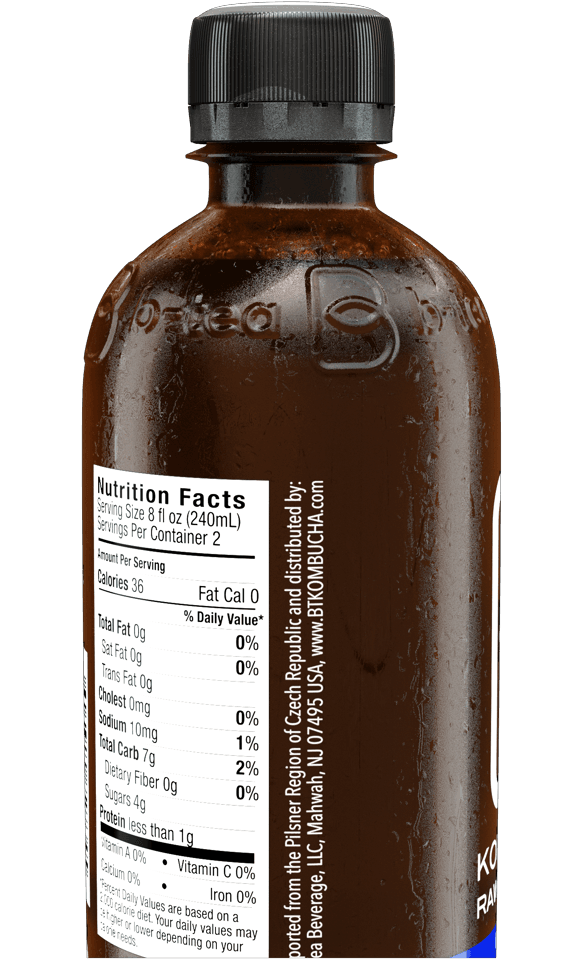 o-tea B b-
Nutrition Facts
Serving Size 8 fl oz (240mL)
Servings Per Container 2
Amount Per Serving
Calories 36 Fat Cal 0
% Daily Value*
Total Fat 0g 0%
Sat Fat 0g 0%
Trans Fat 0g
Cholest 0mg 0%
Sodium 10mg 1%
Total Carb 7g 2%
Dietary Fiber 0g 0%
Sugars 4g
Protein less than 1g
Vitamin A 0% • Vitamin C 0%
Calcium 0% • Iron 0%
*Percent Daily Values are based on a
000 calorie diet. Your daily values may
be higher or lower depending on your
needs.
ported from the Pilsner Region of Czech Republic and distributed by:
ea Beverage, LLC, Mahwah, NJ 07495 USA, www.BTKOMBUCHA.com
KO
RAW